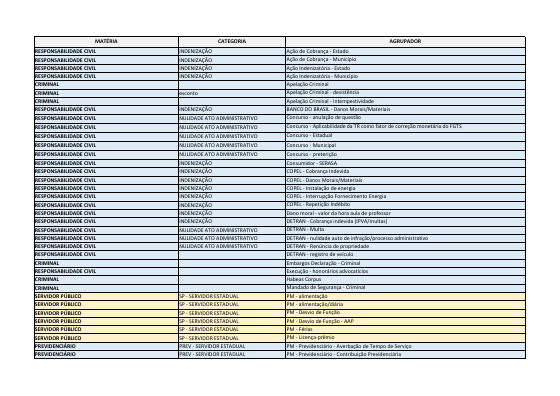 MATÉRIA CATEGORIA AGRUPADOR
RESPONSABILIDADE CIVIL INDENIZAÇÃO Ação de Cobrança - Estado
RESPONSABILIDADE CIVIL INDENIZAÇÃO Ação de Cobrança - Município
RESPONSABILIDADE CIVIL INDENIZAÇÃO Ação Indenizatória - Estado
RESPONSABILIDADE CIVIL INDENIZAÇÃO Ação Indenizatória - Município
CRIMINAL Apelação Criminal
CRIMINAL esconto Apelação Criminal - desistência
CRIMINAL Apelação Criminal - intempestividade
RESPONSABILIDADE CIVIL INDENIZAÇÃO BANCO DO BRASIL - Danos Morais/Materiais
RESPONSABILIDADE CIVIL NULIDADE ATO ADMINISTRATIVO Concurso - anulação de questão
RESPONSABILIDADE CIVIL NULIDADE ATO ADMINISTRATIVO Concurso - Aplicabilidade da TR como fator de correção monetária do FGTS
RESPONSABILIDADE CIVIL NULIDADE ATO ADMINISTRATIVO Concurso - Estadual
RESPONSABILIDADE CIVIL NULIDADE ATO ADMINISTRATIVO Concurso - Municipal
RESPONSABILIDADE CIVIL NULIDADE ATO ADMINISTRATIVO Concurso - preterição
RESPONSABILIDADE CIVIL INDENIZAÇÃO Consumidor - SERASA
RESPONSABILIDADE CIVIL INDENIZAÇÃO COPEL - Cobrança Indevida
RESPONSABILIDADE CIVIL INDENIZAÇÃO COPEL - Danos Morais/Materiais
RESPONSABILIDADE CIVIL INDENIZAÇÃO COPEL - Instalação de energia
RESPONSABILIDADE CIVIL INDENIZAÇÃO COPEL - Interrupção Fornecimento Energia
RESPONSABILIDADE CIVIL INDENIZAÇÃO COPEL - Repetição Indébito
RESPONSABILIDADE CIVIL INDENIZAÇÃO Dano moral - valor da hora aula de professor
RESPONSABILIDADE CIVIL INDENIZAÇÃO DETRAN - Cobrança indevida (IPVA/multas)
RESPONSABILIDADE CIVIL NULIDADE ATO ADMINISTRATIVO DETRAN - Multa
RESPONSABILIDADE CIVIL NULIDADE ATO ADMINISTRATIVO DETRAN - nulidade auto de infração/processo administrativo
RESPONSABILIDADE CIVIL NULIDADE ATO ADMINISTRATIVO DETRAN - Renúncia de propriedade
RESPONSABILIDADE CIVIL DETRAN - registro de veículo
CRIMINAL Embargos Declaração - Criminal
RESPONSABILIDADE CIVIL Execução - honorários advocatícios
CRIMINAL Habeas Corpus
CRIMINAL Mandado de Segurança - Criminal
SERVIDOR PÚBLICO SP - SERVIDOR ESTADUAL PM - alimentação
SERVIDOR PÚBLICO SP - SERVIDOR ESTADUAL PM - alimentação/diária
SERVIDOR PÚBLICO SP - SERVIDOR ESTADUAL PM - Desvio de Função
SERVIDOR PÚBLICO SP - SERVIDOR ESTADUAL PM - Desvio de Função - AAP
SERVIDOR PÚBLICO SP - SERVIDOR ESTADUAL PM - Férias
SERVIDOR PÚBLICO SP - SERVIDOR ESTADUAL PM - Licença-prêmio
PREVIDENCIÁRIO PREV - SERVIDOR ESTADUAL PM - Previdenciário - Averbação de Tempo de Serviço
PREVIDENCIÁRIO PREV - SERVIDOR ESTADUAL PM - Previdenciário - Contribuição Previdenciária